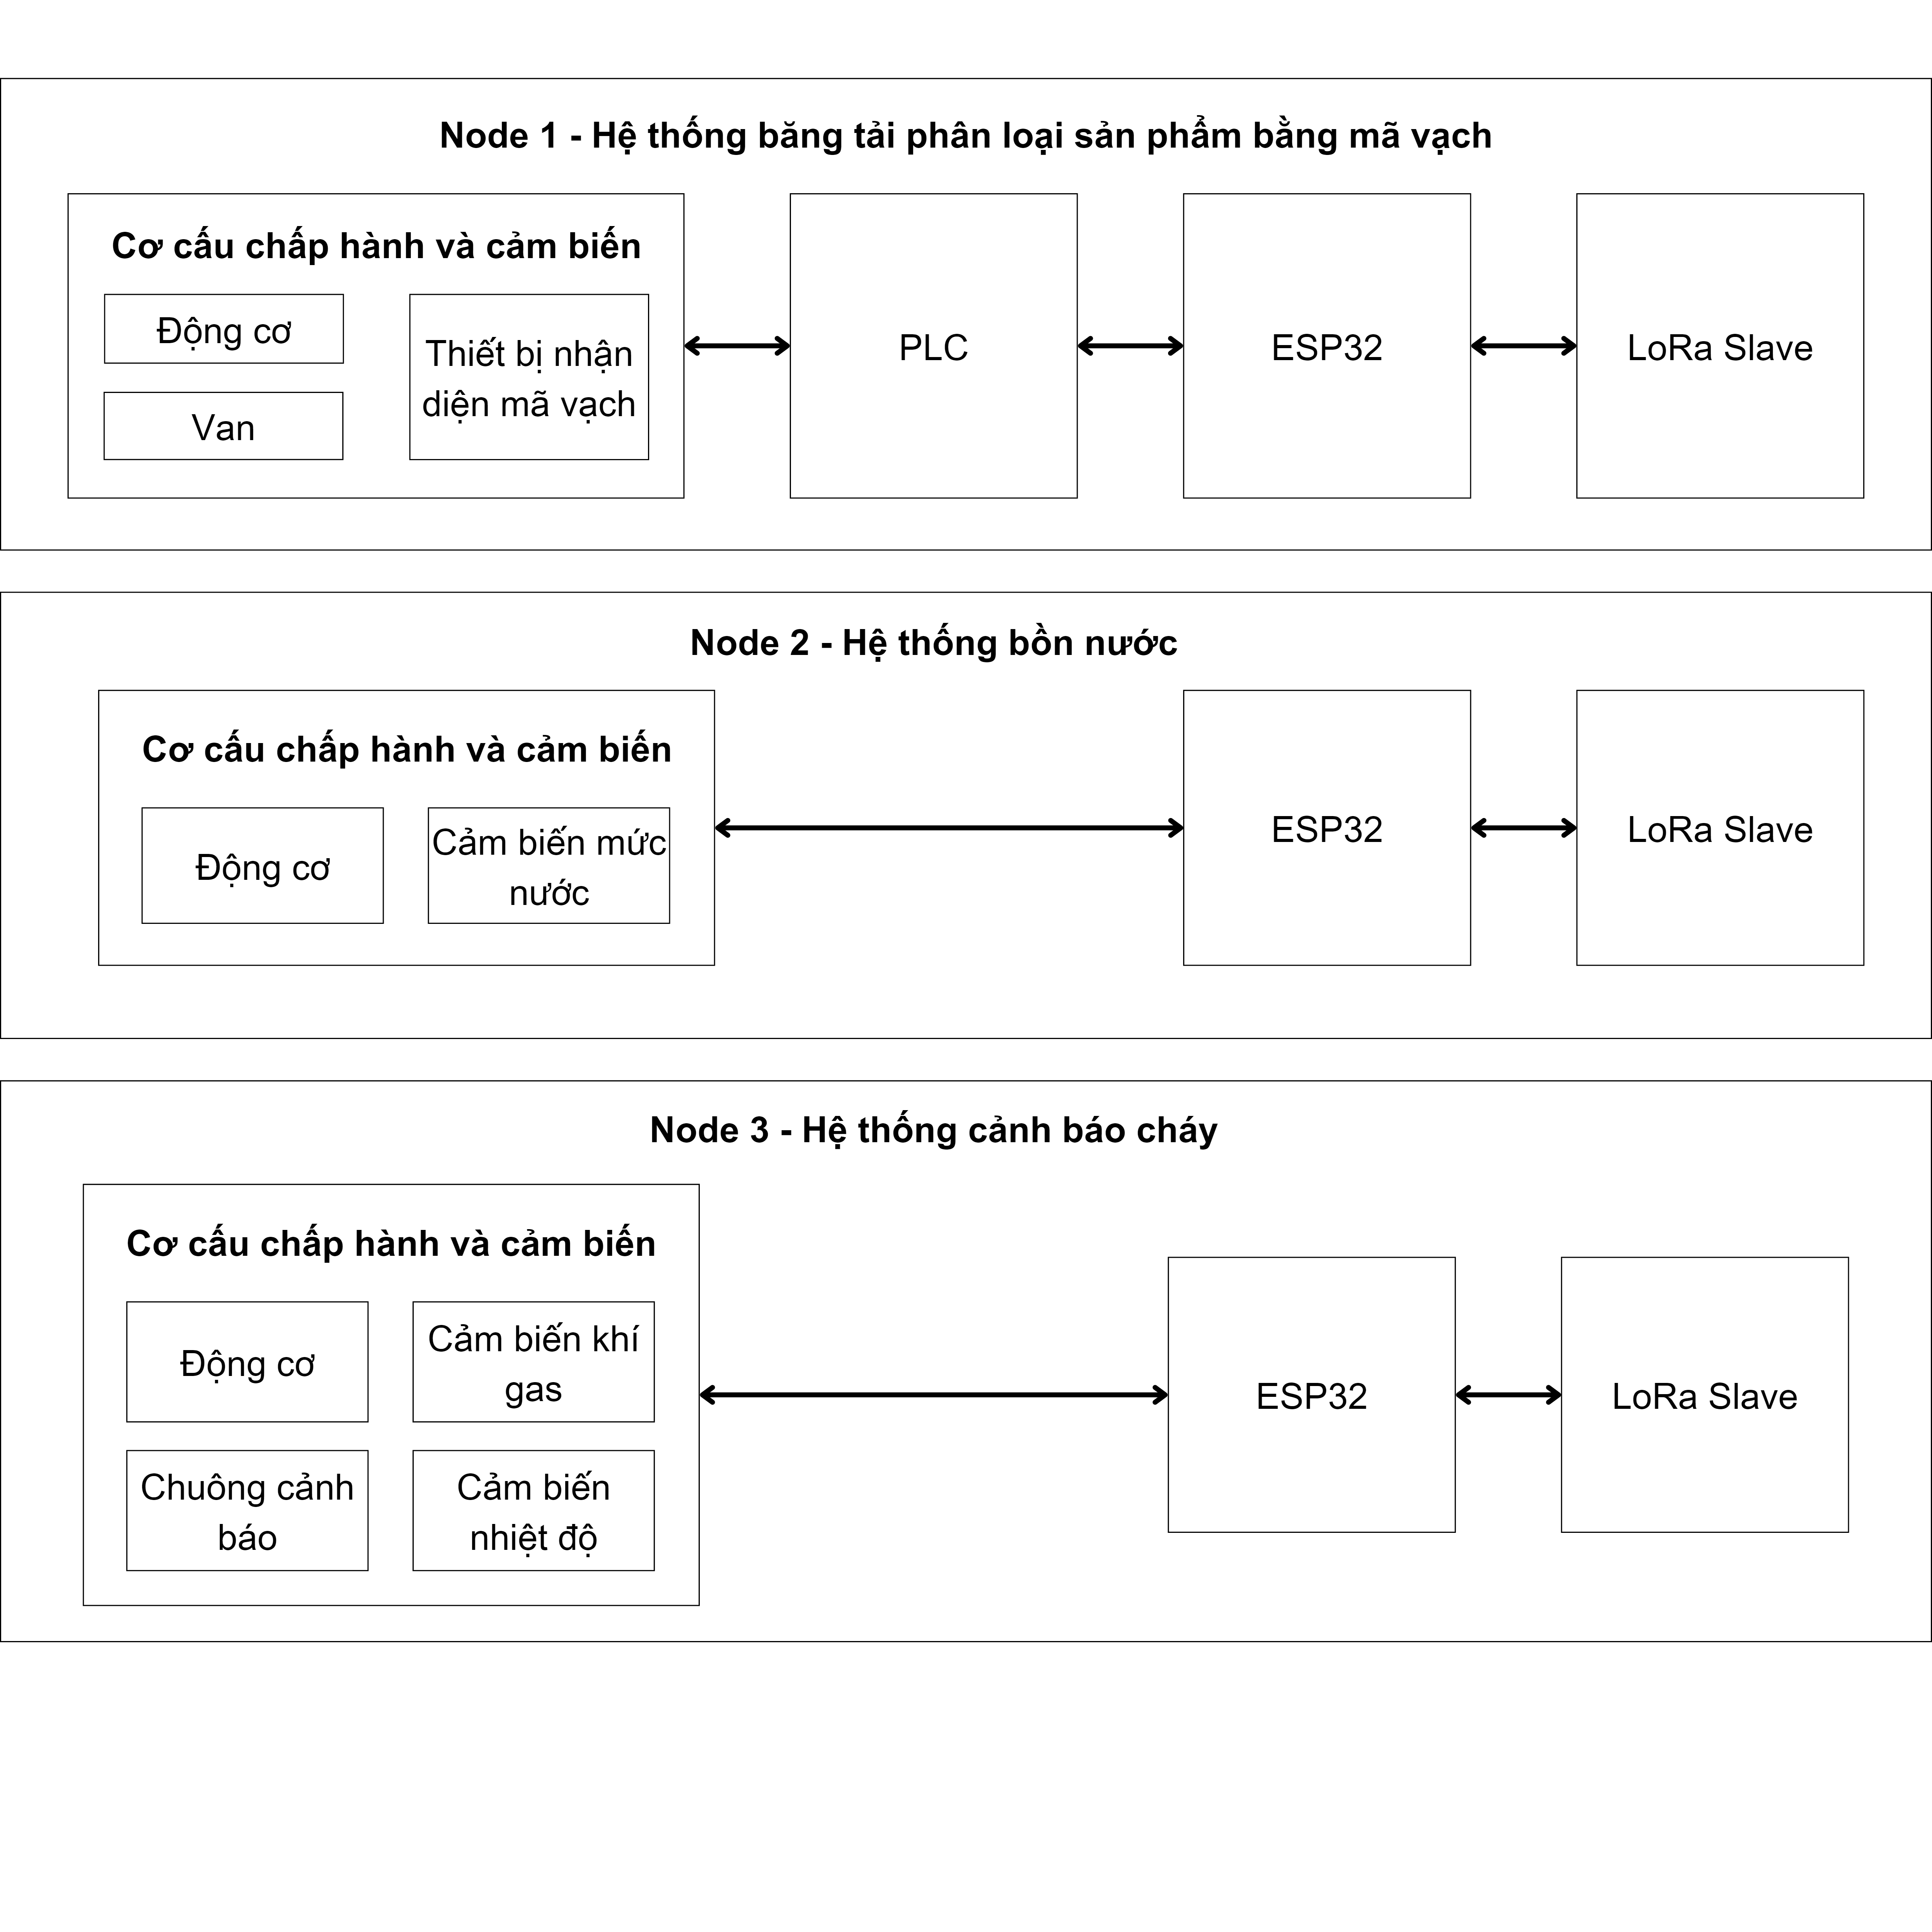 Node 1 - Hệ thống băng tải phân loại sản phẩm bằng mã vạch
Cơ cấu chấp hành và cảm biến
Động cơ
Van
Thiết bị nhận
diện mã vạch
PLC
ESP32
LoRa Slave
Node 2 - Hệ thống bồn nước
Cơ cấu chấp hành và cảm biến
Động cơ
Cảm biến mức
nước
ESP32
LoRa Slave
Node 3 - Hệ thống cảnh báo cháy
Cơ cấu chấp hành và cảm biến
Động cơ
Cảm biến khí
gas
Chuông cảnh
báo
Cảm biến
nhiệt độ
ESP32
LoRa Slave